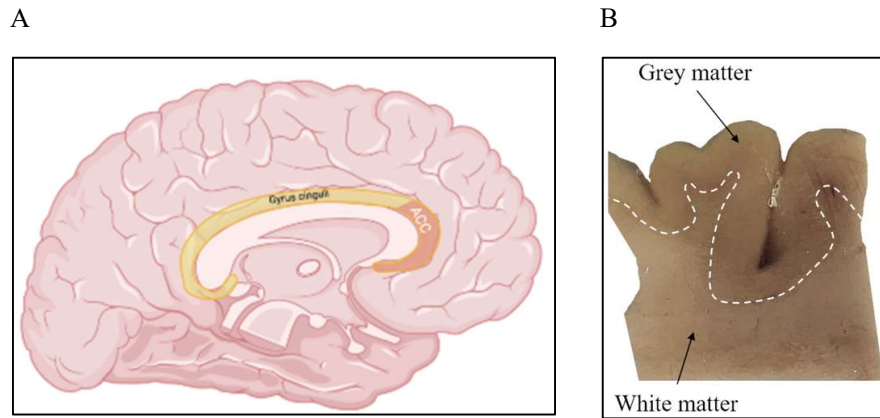 A
B
Gyrus cinguli
ACC
Grey matter
White matter